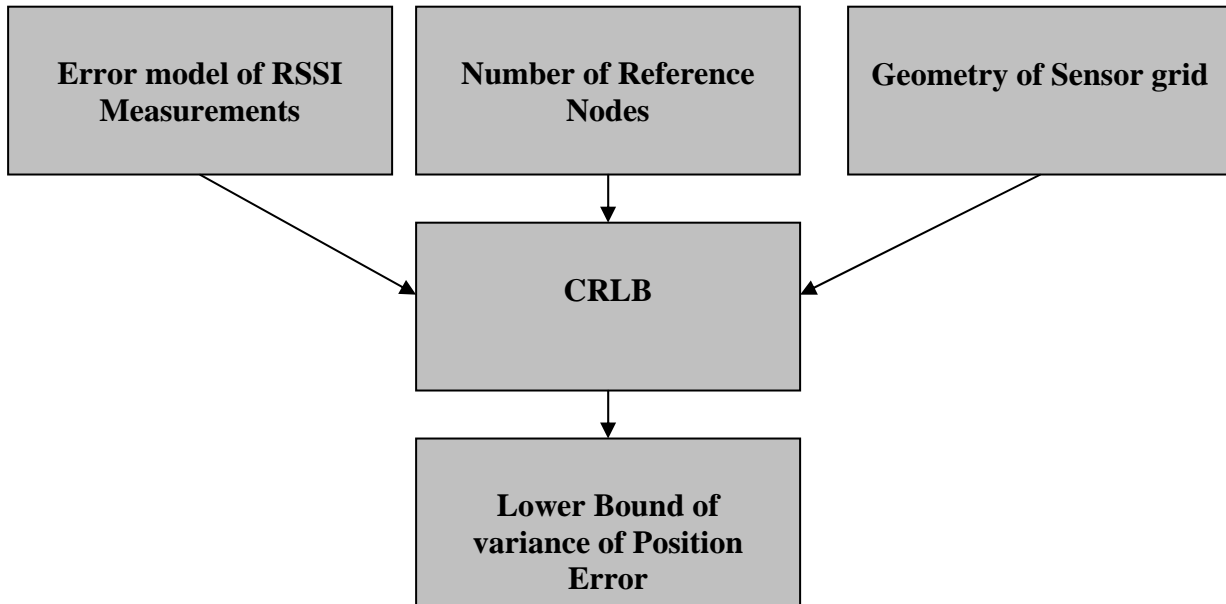 Error model of RSSI
Measurements
Number of Reference
Nodes
Geometry of Sensor grid
CRLB
Lower Bound of
variance of Position
Error